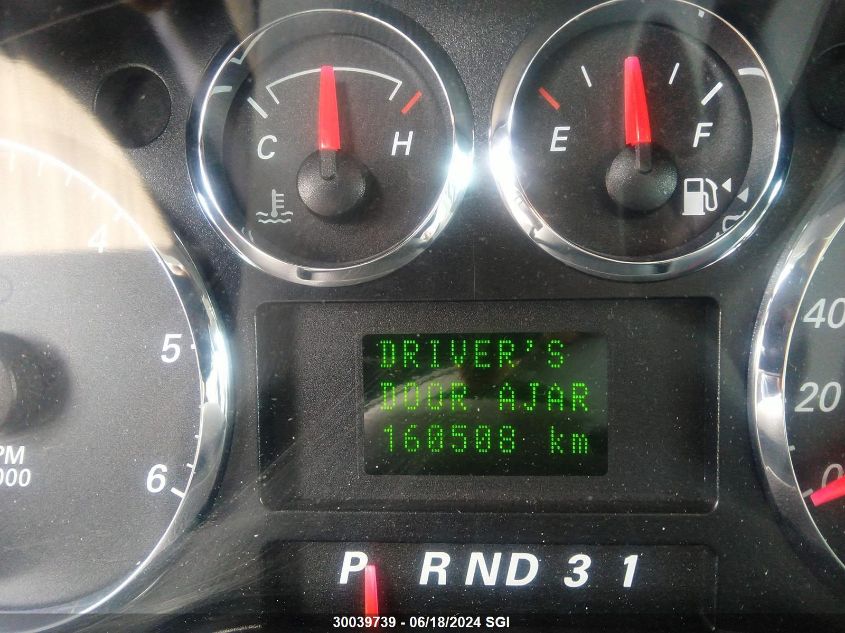 C H
E F
4
5
6
PM
000
40
20
0
DRIVER'S
DOOR AJAR
160508 km
P RND 3 1
30039739 - 06/18/2024 SGI